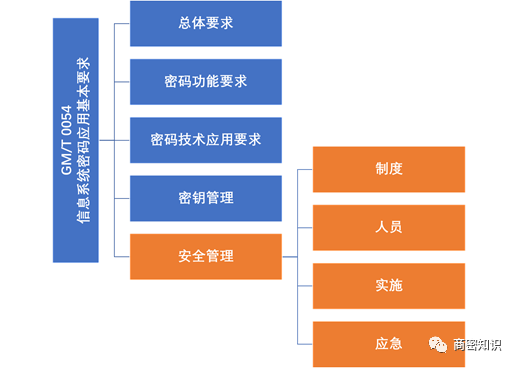 GM/T 0054
信息系统密码应用基本要求
总体要求
密码功能要求
密码技术应用要求
密钥管理
安全管理
制度
人员
实施
应急
商密知识